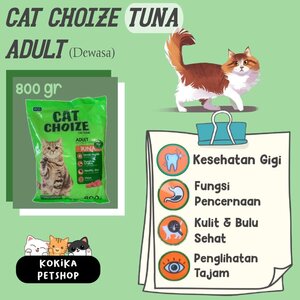 CAT CHOIZE TUNA
ADULT (Dewasa)
800 gr
CAT
CHOIZE
ADULT
TUNA
800g
KOKIKA
PETSHOP
Kesehatan Gigi
Fungsi
Pencernaan
Kulit & Bulu
Sehat
Penglihatan
Tajam